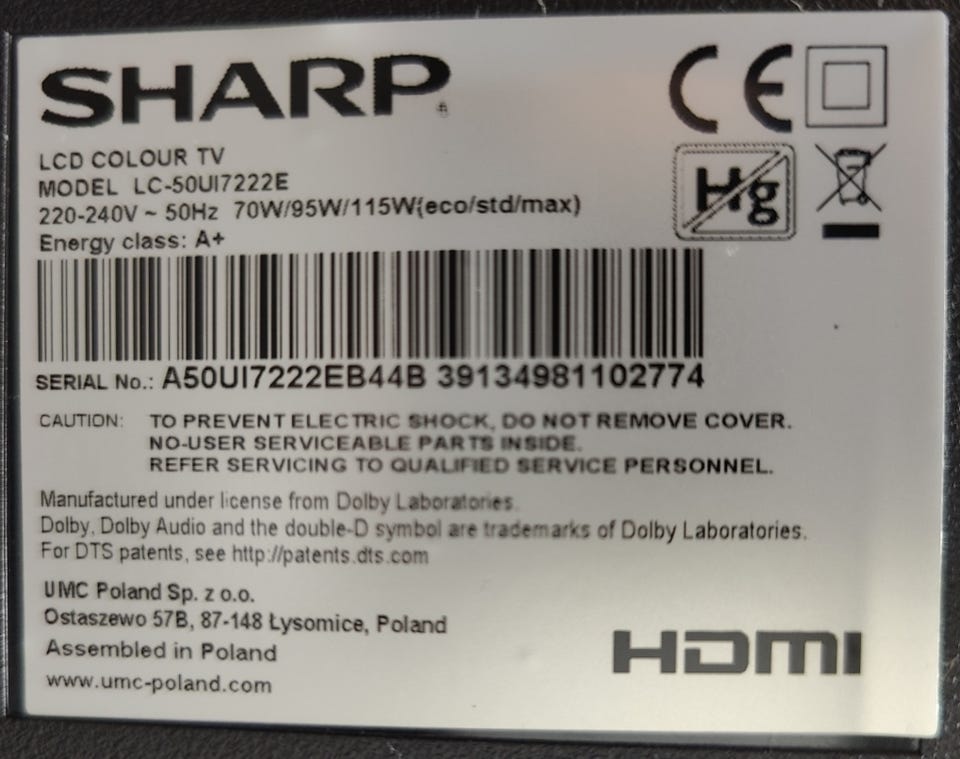 SHARP
CE
LCD COLOUR TV
MODEL LC-50UI7222E
Hg
220-240V ~ 50Hz 70W/95W/115W(eco/std/max)
Energy class: A+
SERIAL No.: A50UI7222EB44B 39134981102774
CAUTION: TO PREVENT ELECTRIC SHOCK, DO NOT REMOVE COVER.
NO-USER SERVICEABLE PARTS INSIDE.
REFER SERVICING TO QUALIFIED SERVICE PERSONNEL.
Manufactured under license from Dolby Laboratories.
Dolby, Dolby Audio and the double-D symbol are trademarks of Dolby Laboratories.
For DTS patents, see http://patents.dts.com
UMC Poland Sp. z o.o.
Ostaszewo 57B, 87-148 Łysomice, Poland
Assembled in Poland
www.umc-poland.com
HDMI